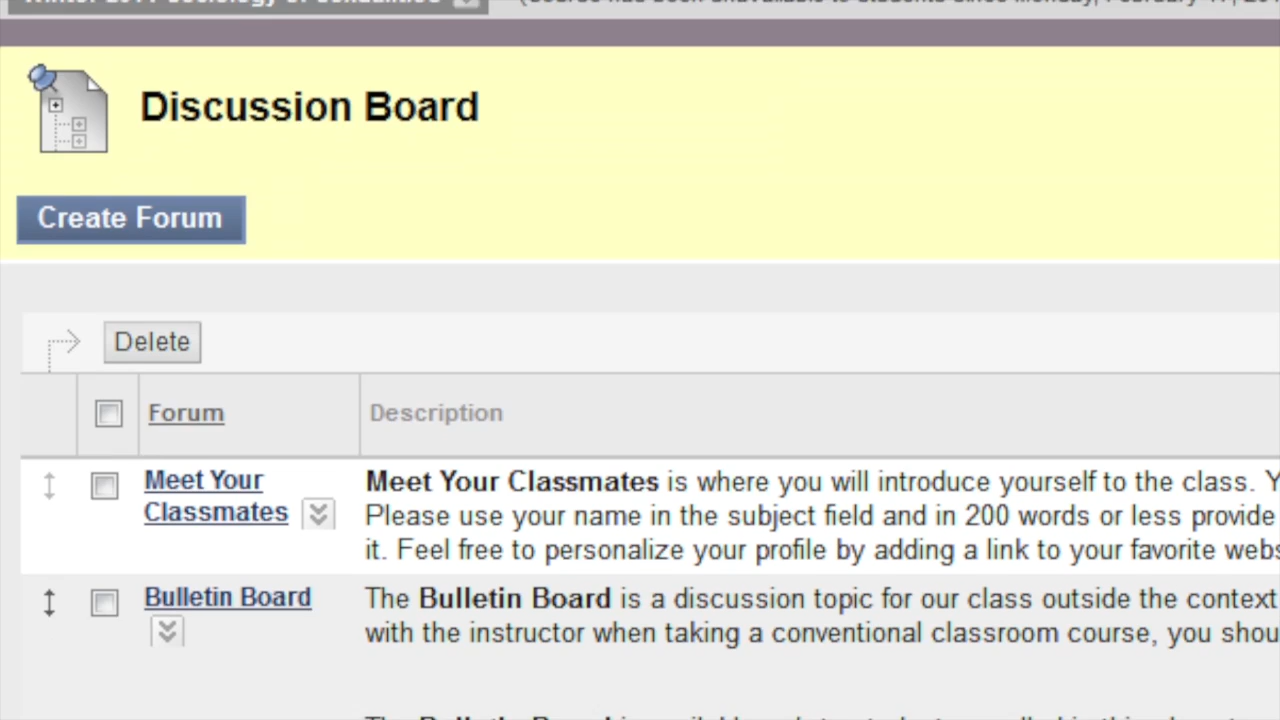 Discussion Board
Create Forum
Delete
Forum
Description
Meet Your
Classmates
Meet Your Classmates is where you will introduce yourself to the class.
Please use your name in the subject field and in 200 words or less provide
it. Feel free to personalize your profile by adding a link to your favorite
Bulletin Board
The Bulletin Board is a discussion topic for our class outside the context
with the instructor when taking a conventional classroom course, you